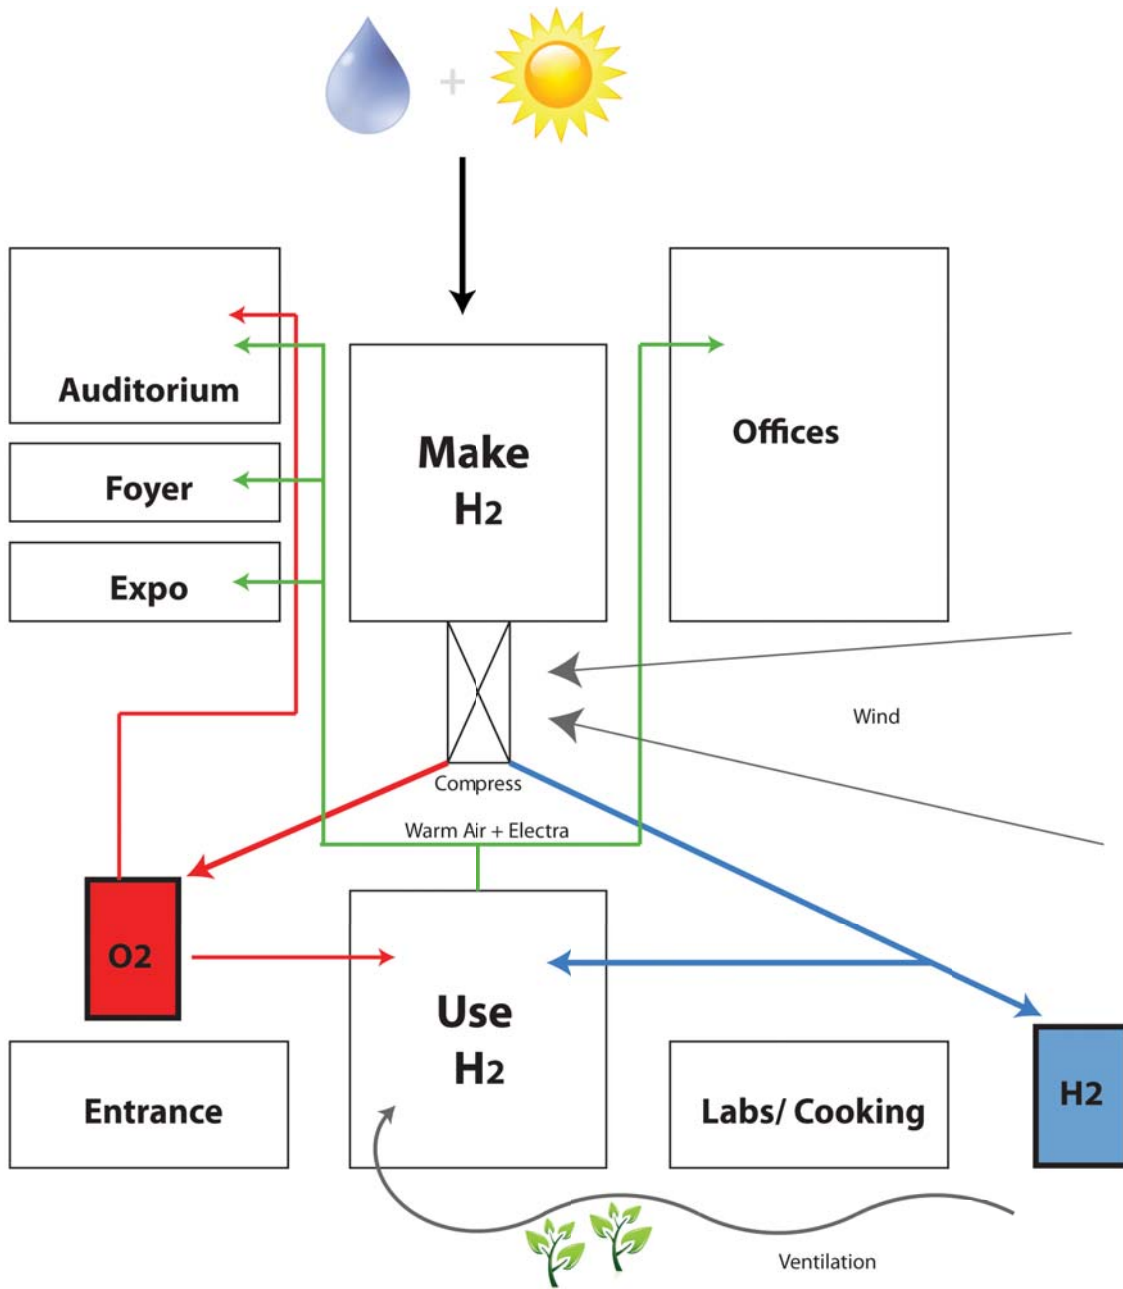 +
Auditorium
Foyer
Expo
Make
H2
Offices
Wind
Compress
Warm Air + Electra
O2
Use
H2
Entrance
Labs/ Cooking
H2
Ventilation